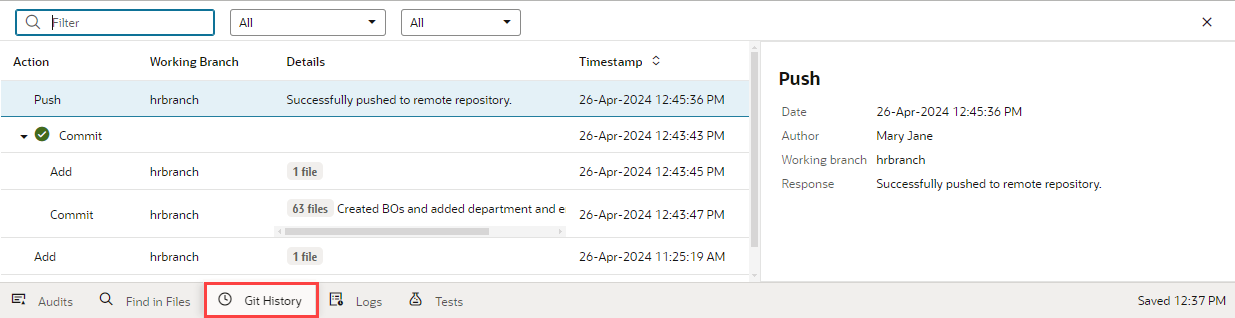 Filter All All
Action Working Branch Details Timestamp
Push hrbranch Successfully pushed to remote repository. 26-Apr-2024 12:45:36 PM
Commit 26-Apr-2024 12:43:43 PM
Add hrbranch 1 file 26-Apr-2024 12:43:45 PM
Commit hrbranch 63 files Created BOs and added department and e 26-Apr-2024 12:43:47 PM
Add hrbranch 1 file 26-Apr-2024 11:25:19 AM
Push
Date 26-Apr-2024 12:45:36 PM
Author Mary Jane
Working branch hrbranch
Response Successfully pushed to remote repository.
Audits Find in Files Git History Logs Tests Saved 12:37 PM